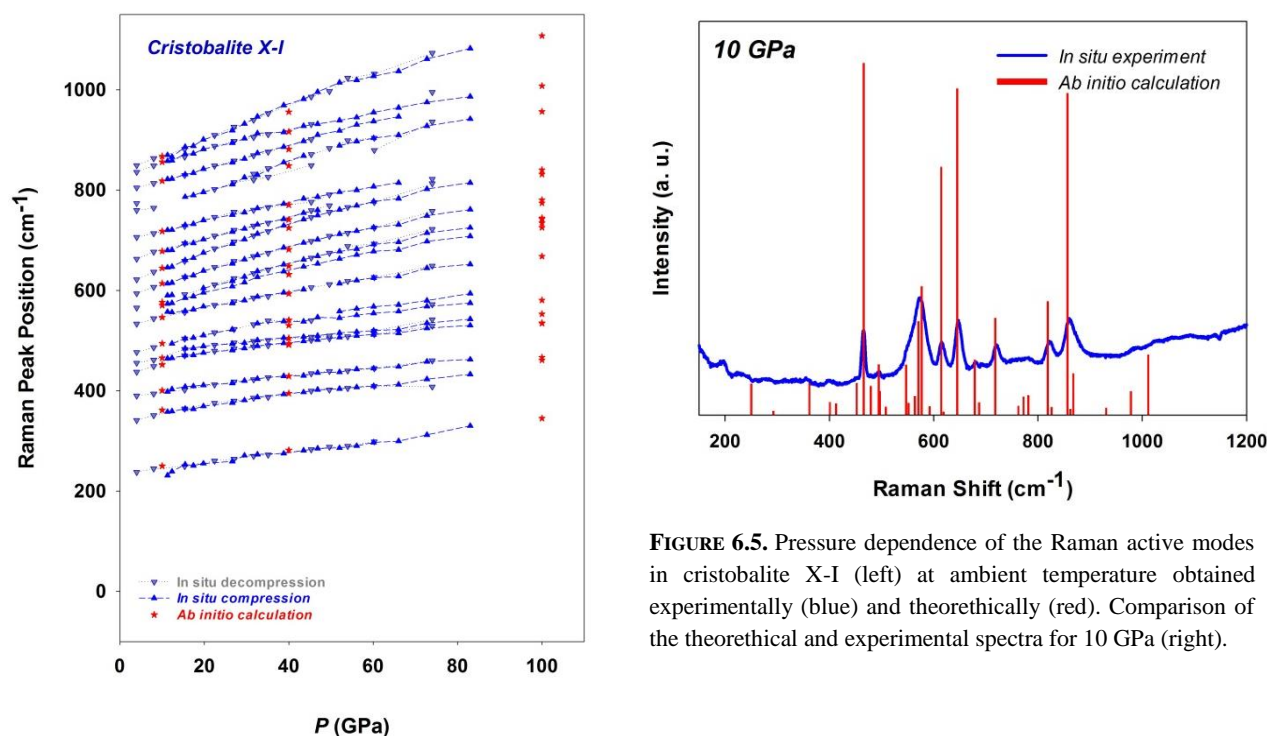 Cristobalite X-I
Raman Peak Position (cm-1)
1000
800
600
400
200
0
In situ decompression
In situ compression
Ab initio calculation
0 20 40 60 80 100
P (GPa)
10 GPa
In situ experiment
Ab initio calculation
Intensity (a. u.)
200 400 600 800 1000 1200
Raman Shift (cm-1)
FIGURE 6.5. Pressure dependence of the Raman active modes
in cristobalite X-I (left) at ambient temperature obtained
experimentally (blue) and theorethically (red). Comparison of
the theorethical and experimental spectra for 10 GPa (right).